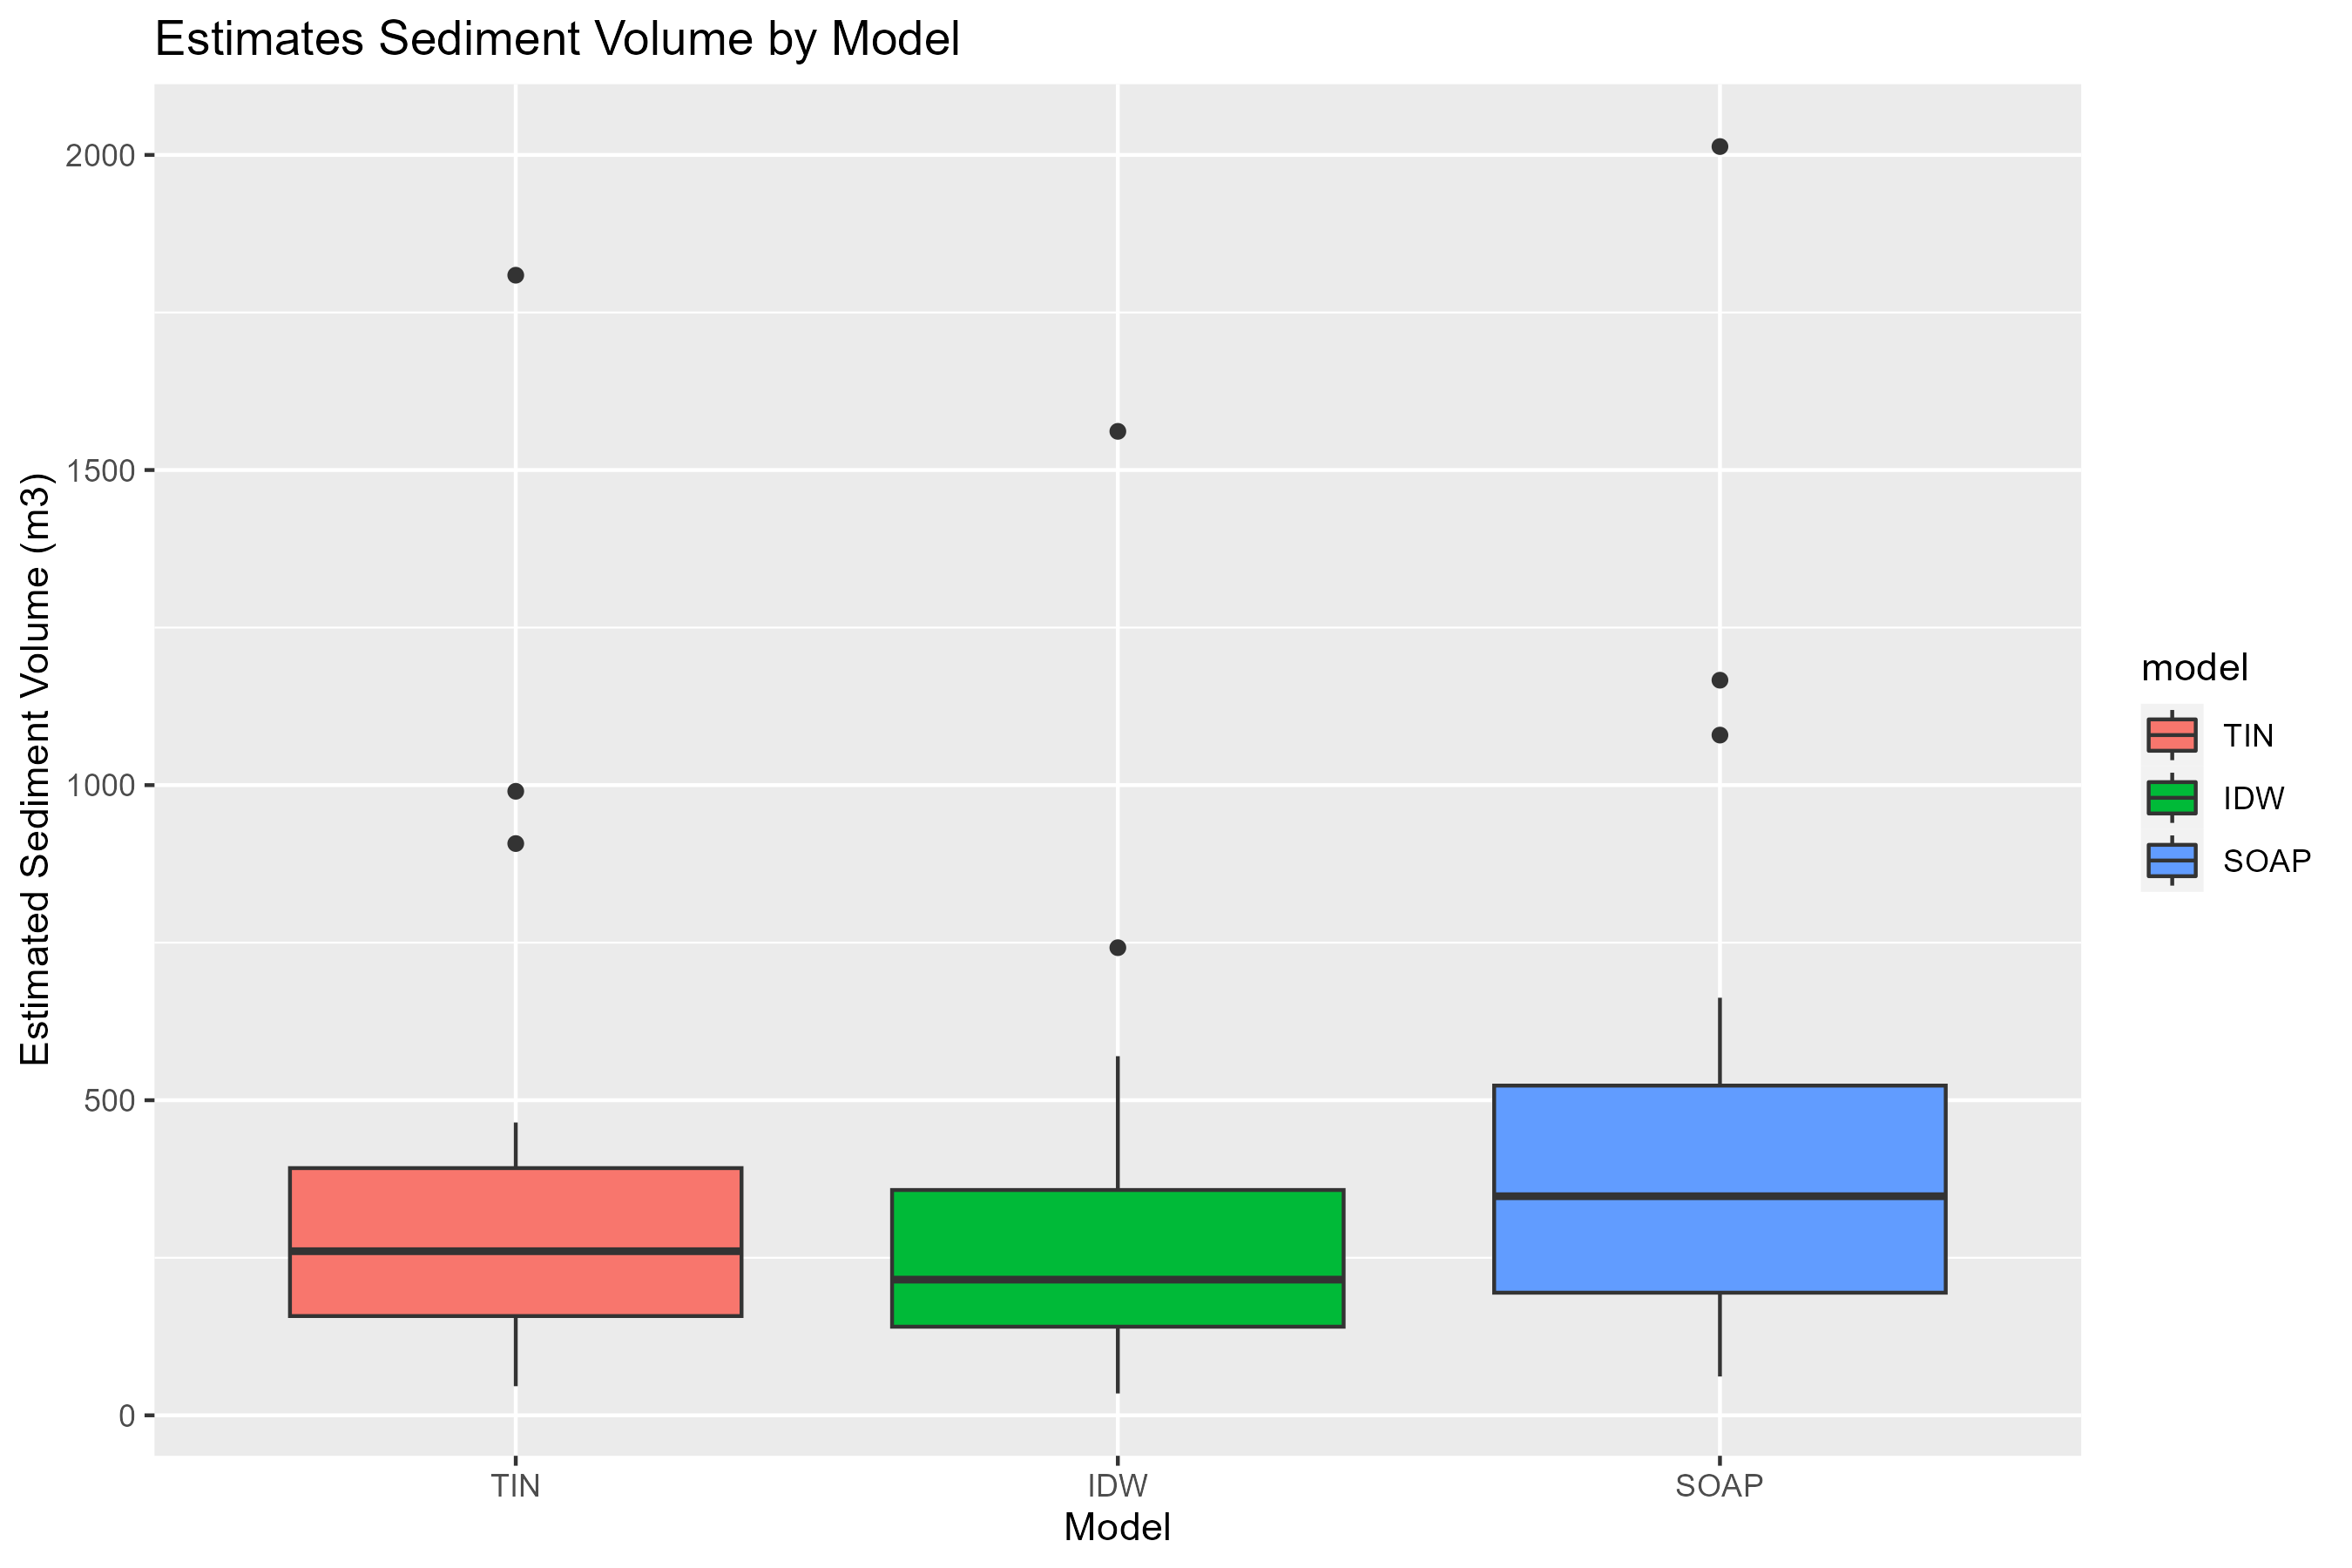 Estimates Sediment Volume by Model
Estimated Sediment Volume (m3)
2000
1500
1000
500
0
TIN
IDW
SOAP
Model
model
TIN
IDW
SOAP